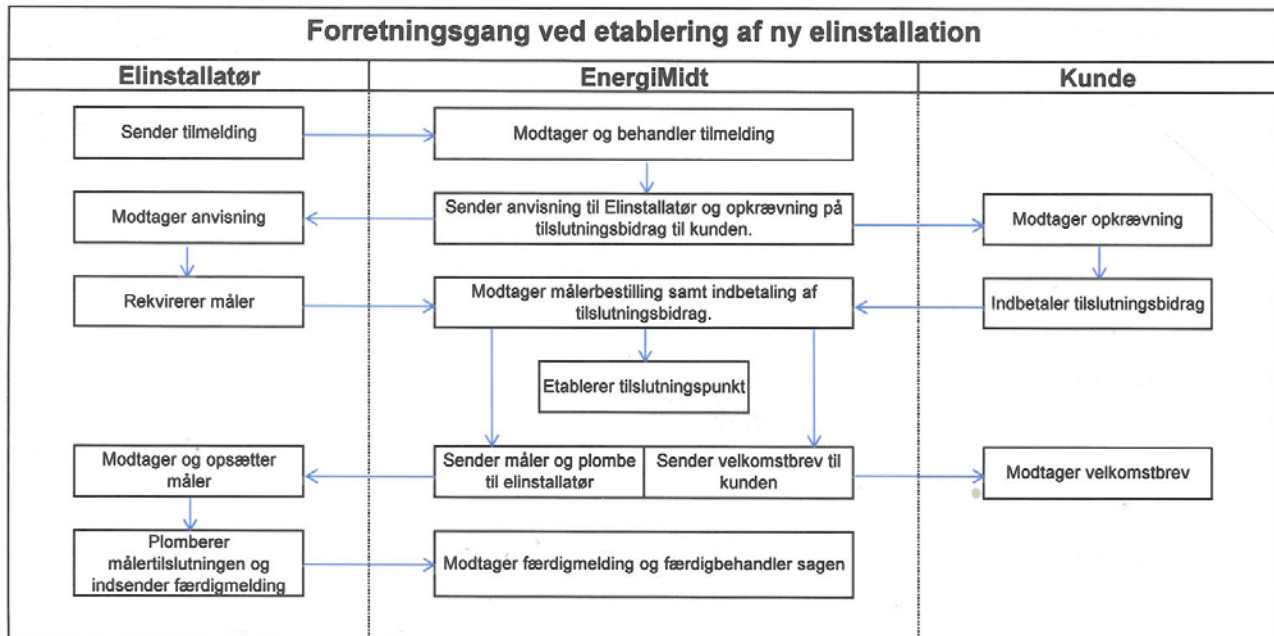 Forretningsgang ved etablering af ny elinstallation
Elinstallatør
EnergiMidt
Kunde
Sender tilmelding
Modtager og behandler tilmelding
Modtager anvisning
Sender anvisning til Elinstallatør og opkrævning på
tilslutningsbidrag til kunden.
Modtager opkrævning
Rekvirerer måler
Modtager målerbestilling samt indbetaling af
tilslutningsbidrag.
Indbetaler tilslutningsbidrag
Etablerer tilslutningspunkt
Modtager og opsætter
måler
Sender måler og plombe
til elinstallatør
Sender velkomstbrev til
kunden
Modtager velkomstbrev
Plomberer
målertilslutningen og
indsender færdigmelding
Modtager færdigmelding og færdigbehandler sagen